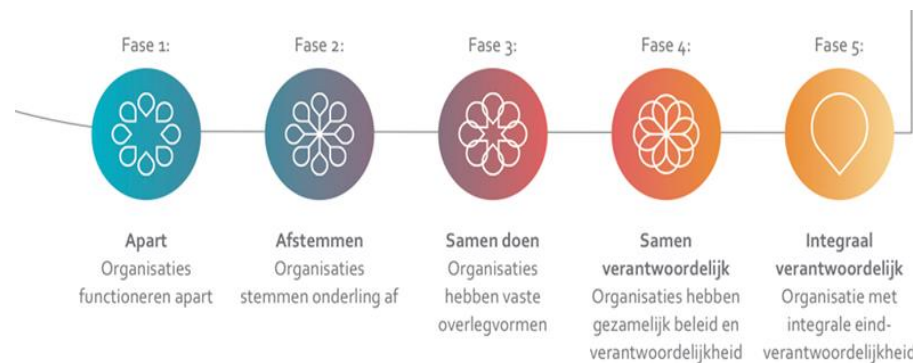 Fase 1:
Apart
Organisaties
functioneren apart
Fase 2:
Afstemmen
Organisaties
stemmen onderling af
Fase 3:
Samen doen
Organisaties
hebben vaste
overlegvormen
Fase 4:
Samen
verantwoordelijk
Organisaties hebben
gezamelijk beleid en
verantwoordelijkheid
Fase 5:
Integraal
verantwoordelijk
Organisatie met
integrale eind-
verantwoordelijkheid